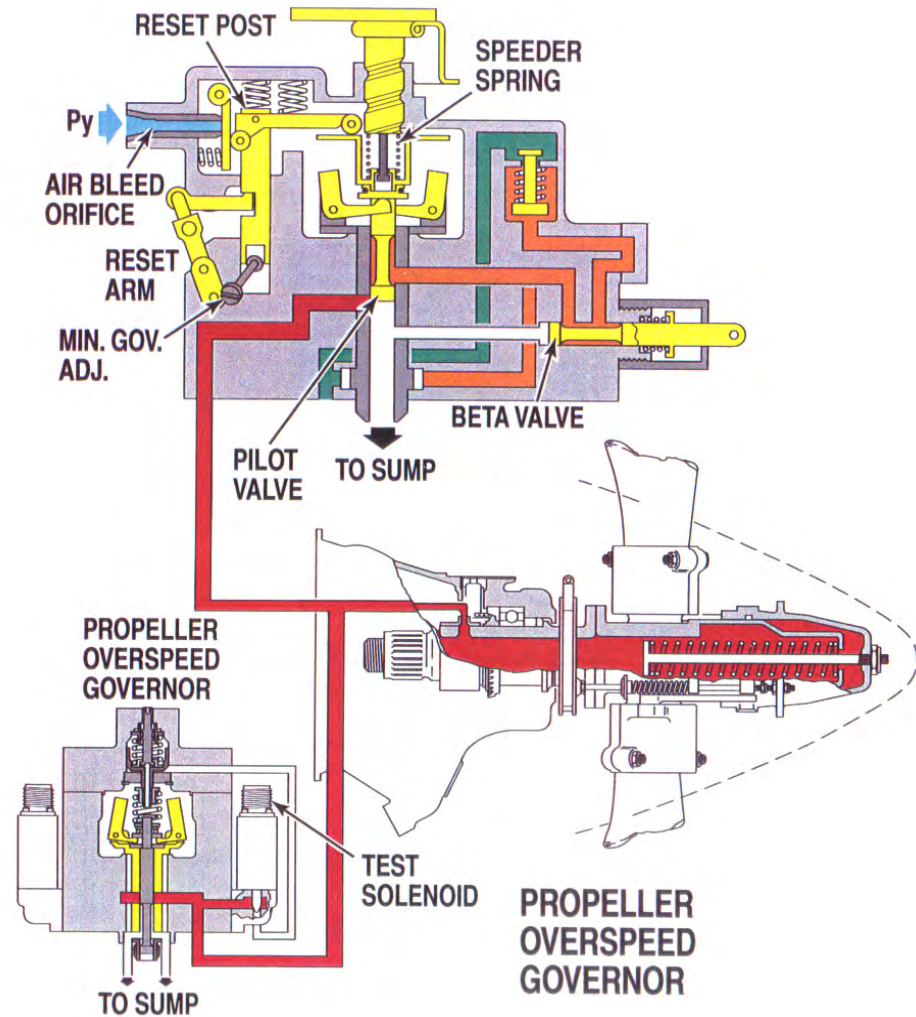 RESET POST
SPEEDER
SPRING
Py
AIR BLEED
ORIFICE
RESET
ARM
MIN. GOV.
ADJ.
PILOT
VALVE
TO SUMP
BETA VALVE
PROPELLER
OVERSPEED
GOVERNOR
TEST
SOLENOID
TO SUMP
PROPELLER
OVERSPEED
GOVERNOR